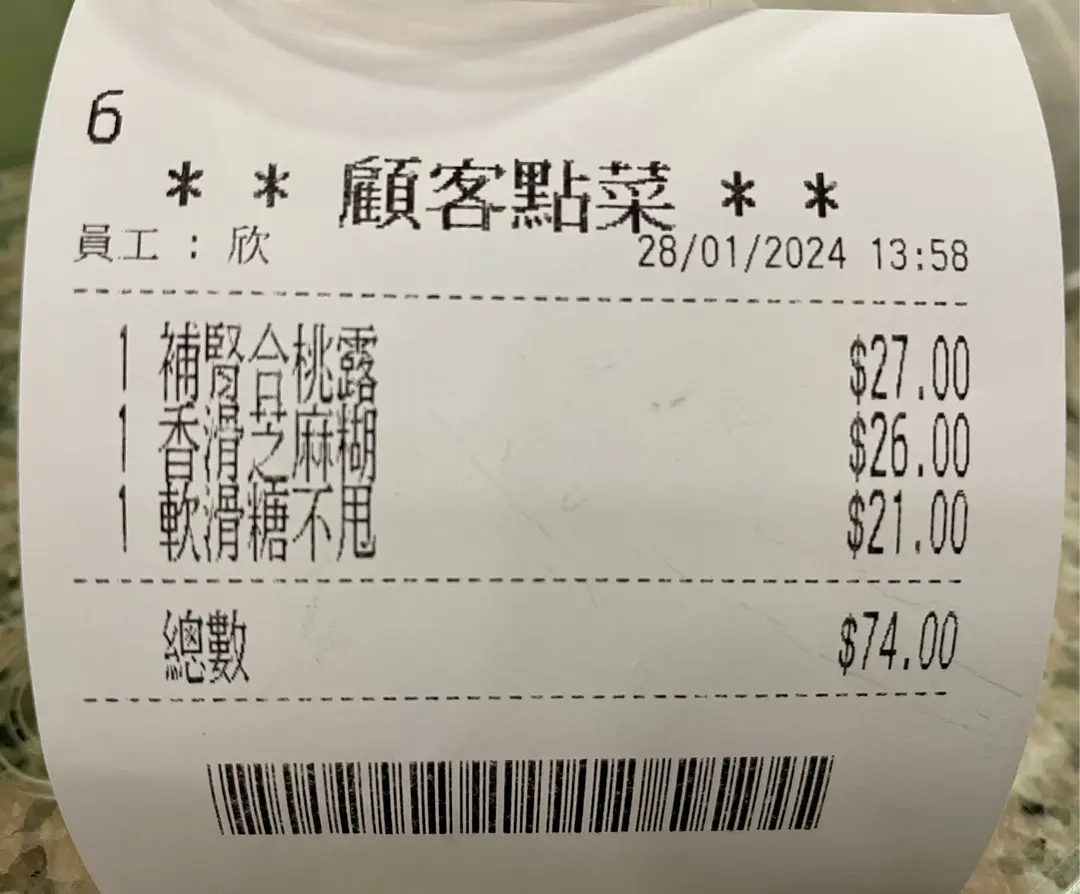 6
* * 顧客點菜 * *
員工 : 欣 28/01/2024 13:58
1 補腎合桃露 $27.00
1 香滑芝麻糊 $26.00
1 軟滑糖不甩 $21.00
總數 $74.00